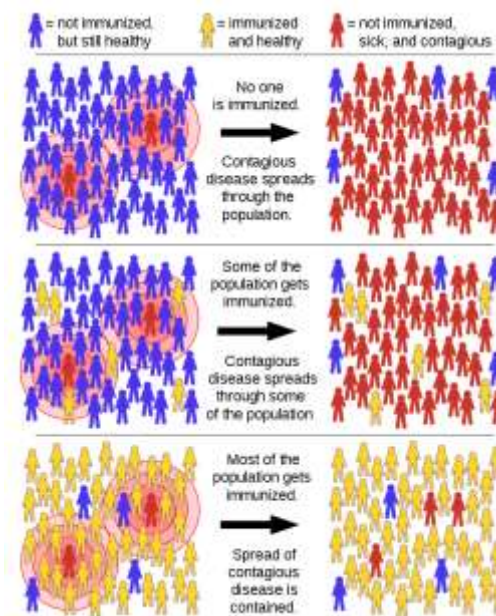 = not immunized, but still healthy
= immunized and healthy
= not immunized, sick, and contagious
No one
is immunized.
Contagious
disease spreads
through the
population.
Some of the
population gets
immunized.
Contagious
disease spreads
through some
of the population
Most of the
population gets
immunized.
Spread of
contagious
disease is
contained.